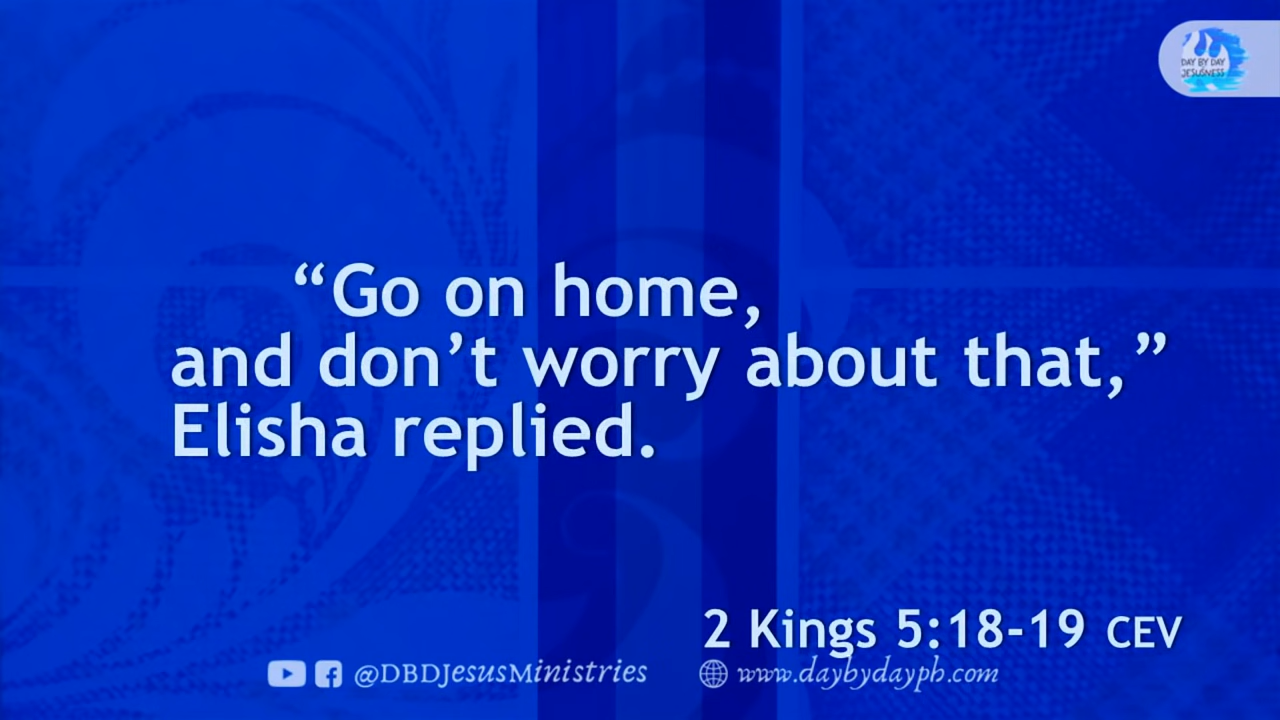 DAY BY DAY
JESUSNESS
“Go on home,
and don’t worry about that,”
Elisha replied.
2 Kings 5:18-19 CEV
@DBDJesusMinistries www.daybydayph.com